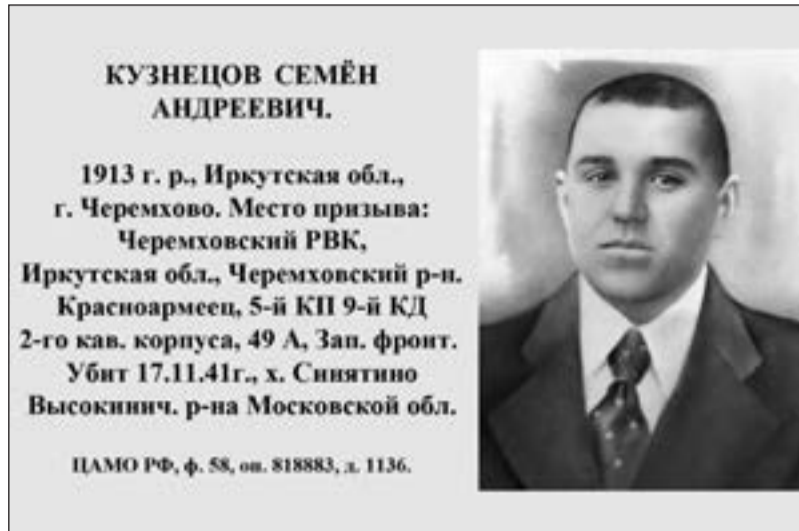 КУЗНЕЦОВ СЕМЁН
АНДРЕЕВИЧ.
1913 г. р., Иркутская обл.,
г. Черемхово. Место призыва:
Черемховский РВК,
Иркутская обл., Черемховский р-н.
Красноармеец, 5-й КП 9-й КД
2-го кав. корпуса, 49 А, Зап. фронт.
Убит 17.11.41г., х. Синятино
Высокинич. р-на Московской обл.
ЦАМО РФ, ф. 58, оп. 818883, д. 1136.